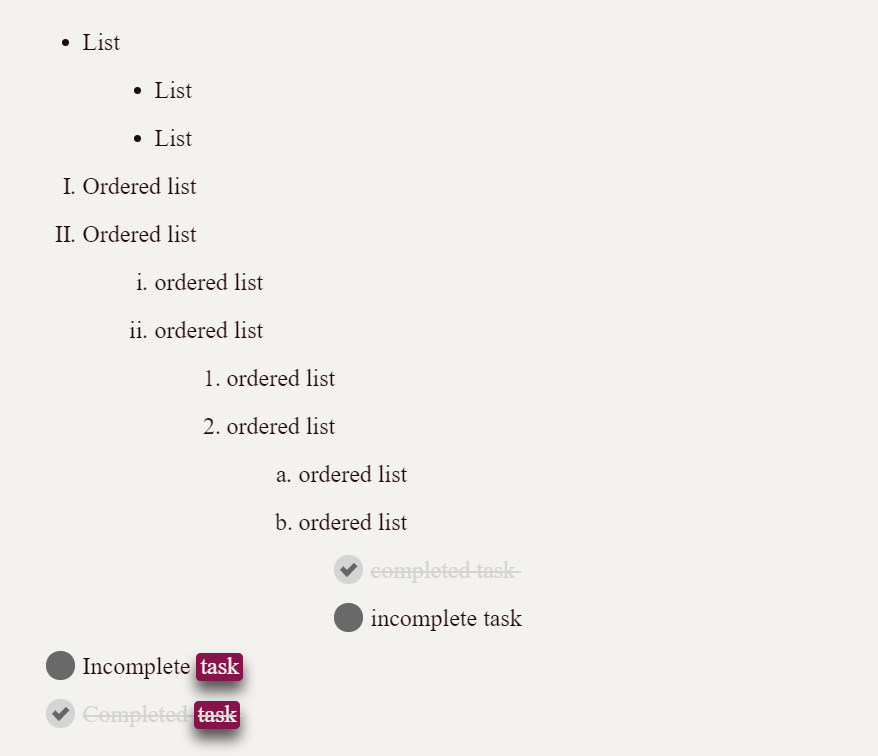 • List
• List
• List
I. Ordered list
II. Ordered list
i. ordered list
ii. ordered list
1. ordered list
2. ordered list
a. ordered list
b. ordered list
completed task
incomplete task
Incomplete task
Completed task